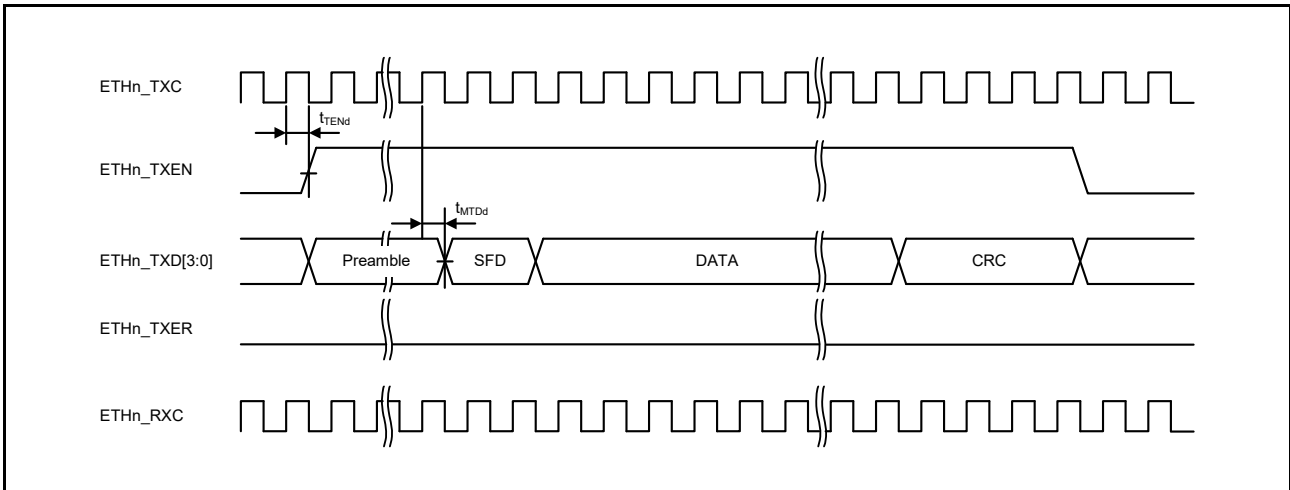 ETHn_TXC
tTENd
ETHn_TXEN
tMTDd
ETHn_TXD[3:0]
Preamble
SFD
DATA
CRC
ETHn_TXER
ETHn_RXC